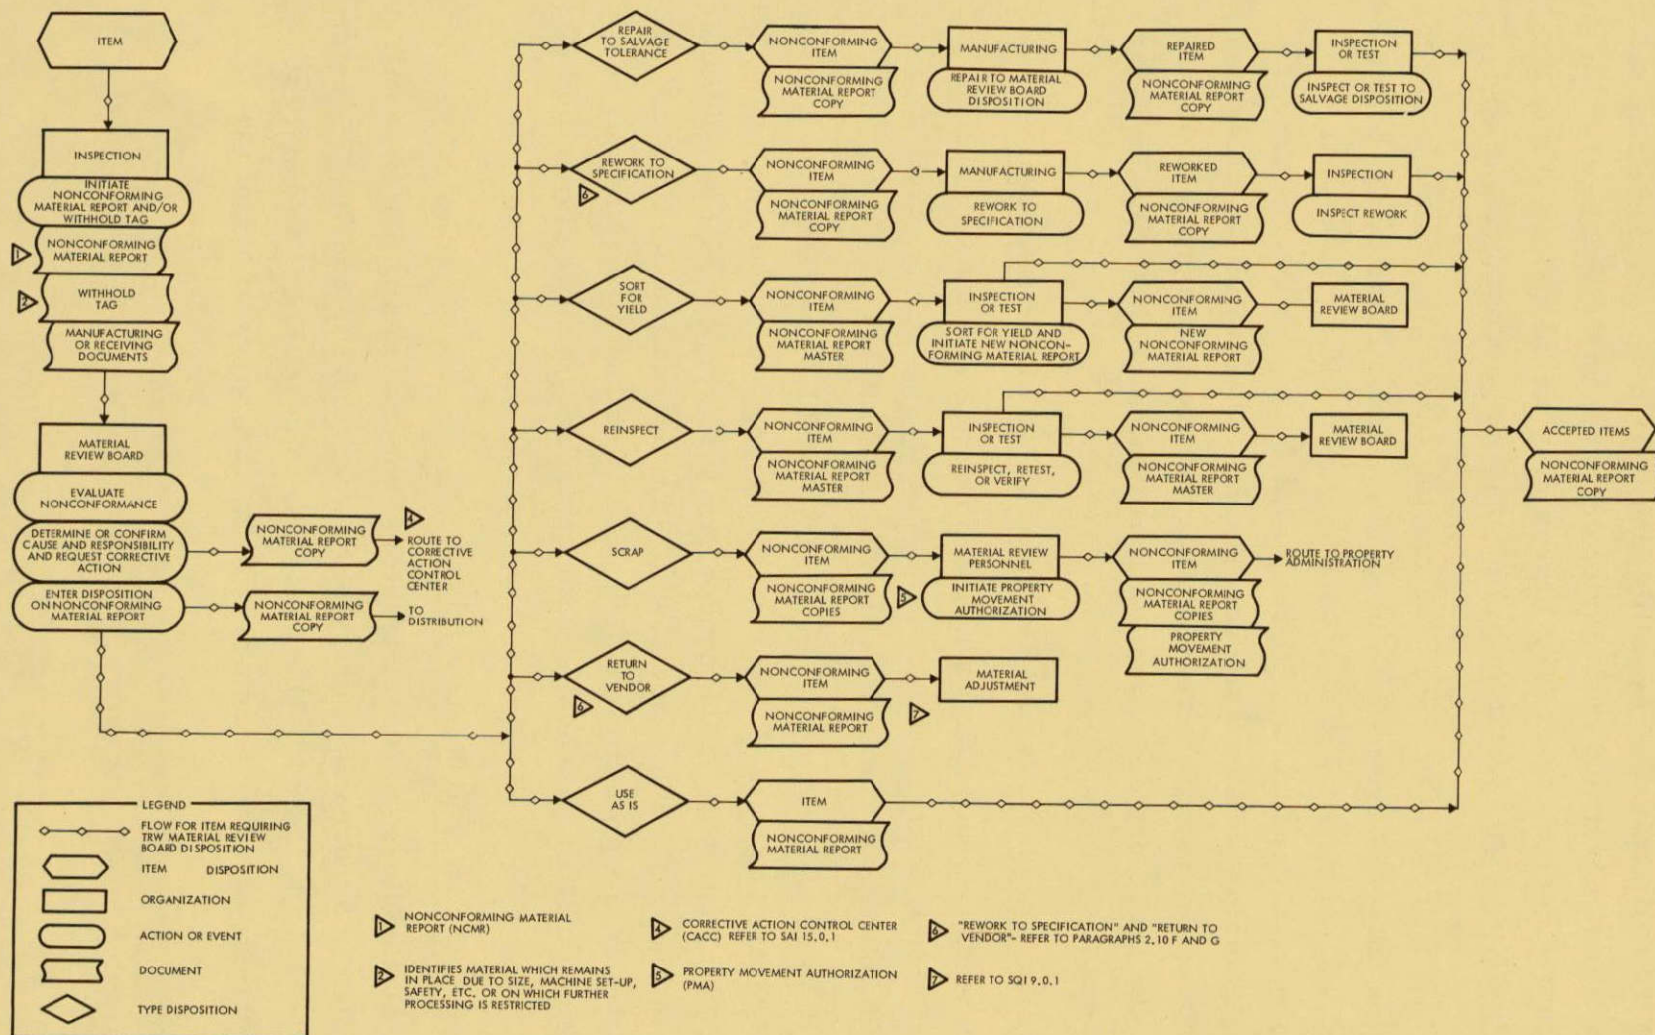 ITEM
INSPECTION
INITIATE
NONCONFORMING
MATERIAL REPORT AND/OR
WITHHOLD TAG
1
NONCONFORMING
MATERIAL REPORT
2
WITHHOLD
TAG
MANUFACTURING
OR RECEIVING
DOCUMENTS
MATERIAL
REVIEW BOARD
EVALUATE
NONCONFORMANCE
DETERMINE OR CONFIRM
CAUSE AND RESPONSIBILITY
AND REQUEST CORRECTIVE
ACTION
NONCONFORMING
MATERIAL REPORT
COPY
4
ROUTE TO
CORRECTIVE
ACTION
CONTROL
CENTER
ENTER DISPOSITION
ON NONCONFORMING
MATERIAL REPORT
NONCONFORMING
MATERIAL REPORT
COPY
TO
DISTRIBUTION
REPAIR
TO SALVAGE
TOLERANCE
NONCONFORMING
ITEM
NONCONFORMING
MATERIAL REPORT
COPY
MANUFACTURING
REPAIR TO MATERIAL
REVIEW BOARD
DISPOSITION
REPAIRED
ITEM
NONCONFORMING
MATERIAL REPORT
COPY
INSPECTION
OR TEST
INSPECT OR TEST TO
SALVAGE DISPOSITION
REWORK TO
SPECIFICATION
6
NONCONFORMING
ITEM
NONCONFORMING
MATERIAL REPORT
COPY
MANUFACTURING
REWORK TO
SPECIFICATION
REWORKED
ITEM
NONCONFORMING
MATERIAL REPORT
COPY
INSPECTION
INSPECT REWORK
SORT
FOR
YIELD
NONCONFORMING
ITEM
NONCONFORMING
MATERIAL REPORT
MASTER
INSPECTION
OR TEST
SORT FOR YIELD AND
INITIATE NEW NONCON-
FORMING MATERIAL REPORT
NONCONFORMING
ITEM
NEW
NONCONFORMING
MATERIAL REPORT
MATERIAL
REVIEW BOARD
REINSPECT
NONCONFORMING
ITEM
NONCONFORMING
MATERIAL REPORT
MASTER
INSPECTION
OR TEST
REINSPECT, RETEST,
OR VERIFY
NONCONFORMING
ITEM
NONCONFORMING
MATERIAL REPORT
MASTER
MATERIAL
REVIEW BOARD
ACCEPTED ITEMS
NONCONFORMING
MATERIAL REPORT
COPY
SCRAP
NONCONFORMING
ITEM
NONCONFORMING
MATERIAL REPORT
COPIES
MATERIAL REVIEW
PERSONNEL
5
INITIATE PROPERTY
MOVEMENT
AUTHORIZATION
NONCONFORMING
ITEM
NONCONFORMING
MATERIAL REPORT
COPIES
PROPERTY
MOVEMENT
AUTHORIZATION
ROUTE TO PROPERTY
ADMINISTRATION
RETURN
TO
VENDOR
6
NONCONFORMING
ITEM
NONCONFORMING
MATERIAL REPORT
MATERIAL
ADJUSTMENT
7
USE
AS IS
ITEM
NONCONFORMING
MATERIAL REPORT
LEGEND
FLOW FOR ITEM REQUIRING
TRW MATERIAL REVIEW
BOARD DISPOSITION
ITEM DISPOSITION
ORGANIZATION
ACTION OR EVENT
DOCUMENT
TYPE DISPOSITION
1 NONCONFORMING MATERIAL
REPORT (NCMR)
2 IDENTIFIES MATERIAL WHICH REMAINS
IN PLACE DUE TO SIZE, MACHINE SET-UP,
SAFETY, ETC. OR ON WHICH FURTHER
PROCESSING IS RESTRICTED
4 CORRECTIVE ACTION CONTROL CENTER
(CACC) REFER TO SAI 15.0.1
5 PROPERTY MOVEMENT AUTHORIZATION
(PMA)
6 "REWORK TO SPECIFICATION" AND "RETURN TO
VENDOR"- REFER TO PARAGRAPHS 2.10 F AND G
7 REFER TO SQI 9.0.1